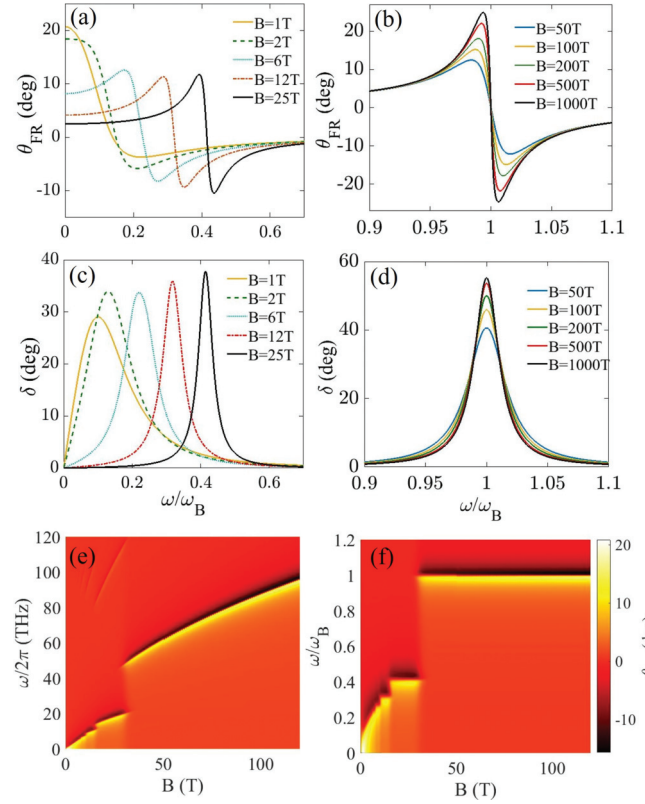 (a)
B=1T
B=2T
B=6T
B=12T
B=25T
θFR (deg)
20
10
0
-10
0
0.2
0.4
0.6
(b)
B=50T
B=100T
B=200T
B=500T
B=1000T
θFR (deg)
20
10
0
-10
-20
0.9
0.95
1
1.05
1.1
(c)
B=1T
B=2T
B=6T
B=12T
B=25T
δ (deg)
50
40
30
20
10
0
0
0.2
0.4
0.6
ω/ωB
(d)
B=50T
B=100T
B=200T
B=500T
B=1000T
δ (deg)
60
40
20
0
0.9
0.95
1
1.05
1.1
ω/ωB
(e)
ω/2π (THz)
120
100
80
60
40
20
0
0
50
100
B (T)
(f)
ω/ωB
1.2
1
0.8
0.6
0.4
0.2
0
0
50
100
B (T)
20
10
0
-10